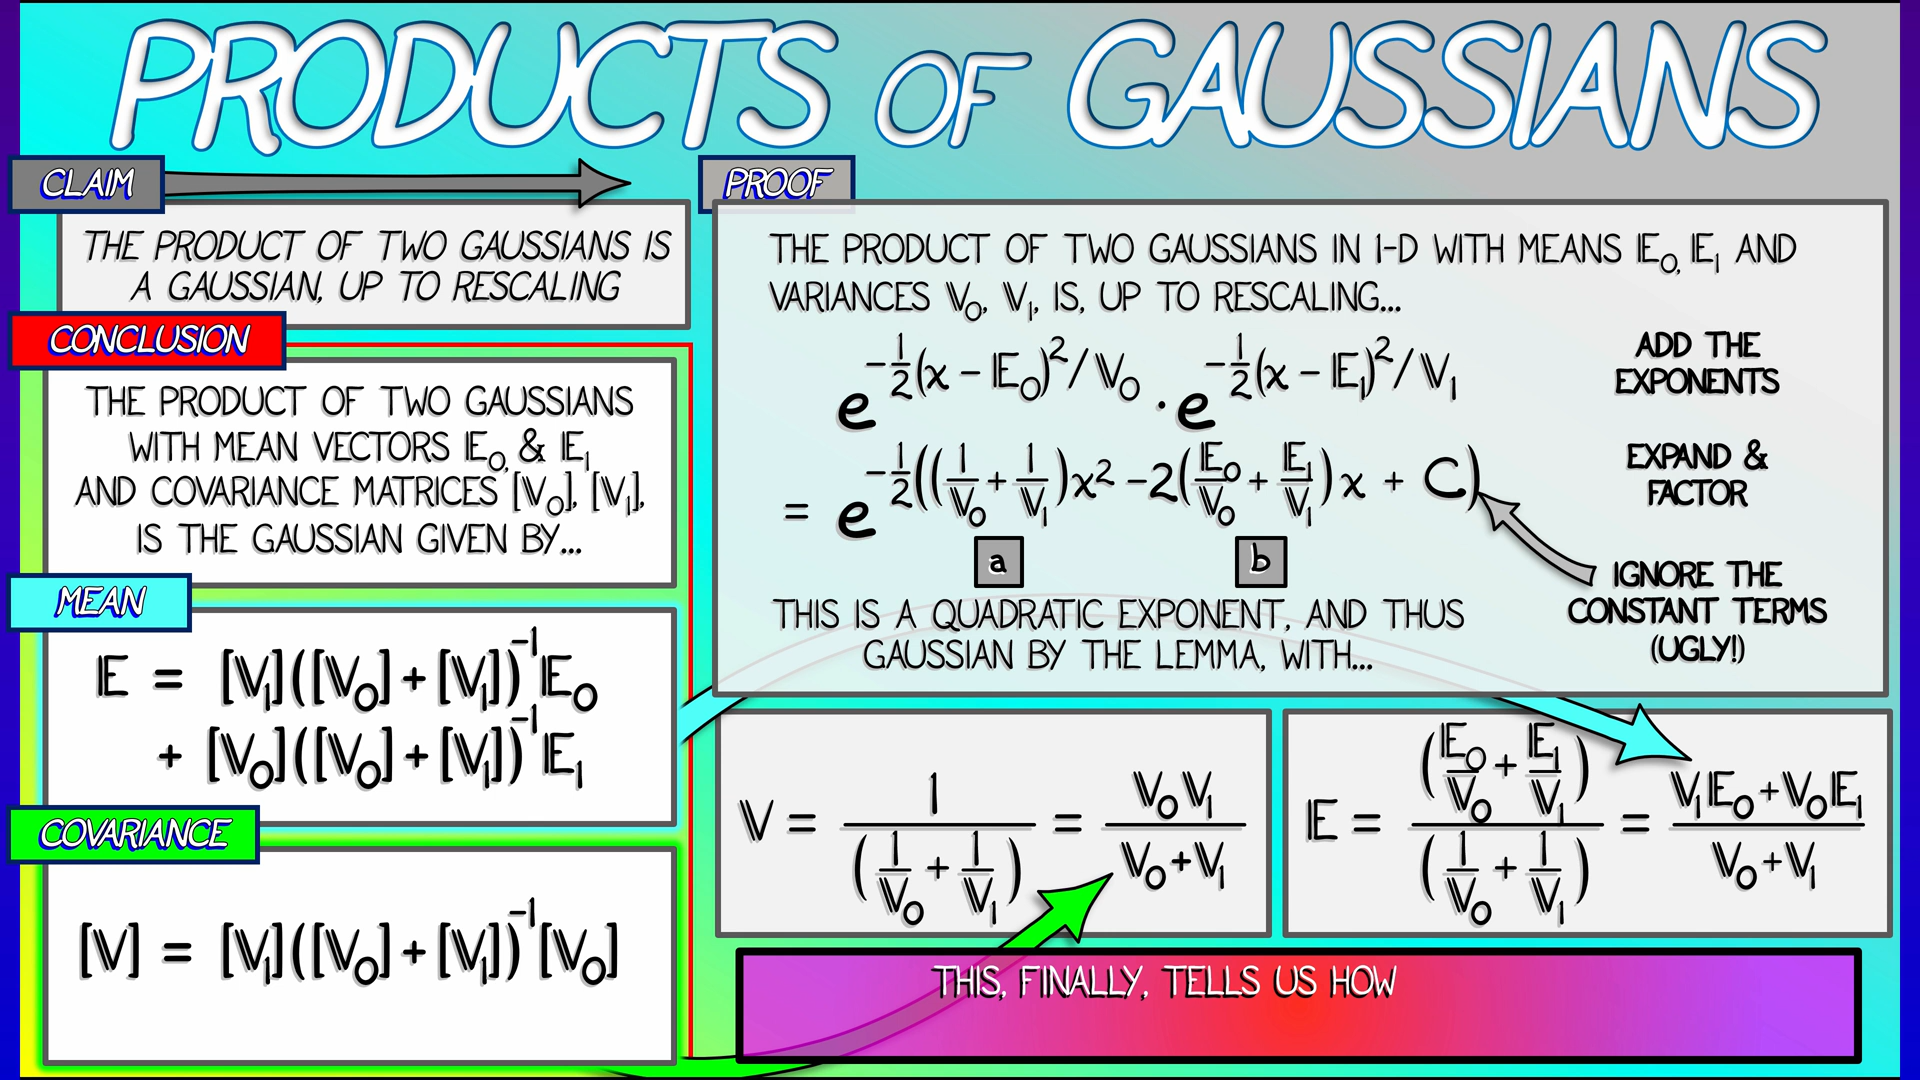 PRODUCTS OF GAUSSIANS
CLAIM
THE PRODUCT OF TWO GAUSSIANS IS
A GAUSSIAN, UP TO RESCALING
CONCLUSION
THE PRODUCT OF TWO GAUSSIANS
WITH MEAN VECTORS 𝔼₀, & 𝔼₁
AND COVARIANCE MATRICES [𝕍₀], [𝕍₁],
IS THE GAUSSIAN GIVEN BY...
MEAN
𝔼 = [𝕍₁]([𝕍₀]+[𝕍₁])⁻¹𝔼₀
+ [𝕍₀]([𝕍₀]+[𝕍₁])⁻¹𝔼₁
COVARIANCE
[𝕍] = [𝕍₁]([𝕍₀]+[𝕍₁])⁻¹[𝕍₀]
PROOF
THE PRODUCT OF TWO GAUSSIANS IN 1-D WITH MEANS 𝔼₀, 𝔼₁ AND
VARIANCES 𝕍₀, 𝕍₁, IS, UP TO RESCALING...
e^(-1/2(x - 𝔼₀)²/𝕍₀) · e^(-1/2(x - 𝔼₁)²/𝕍₁)
ADD THE
EXPONENTS
= e^(-1/2((1/𝕍₀ + 1/𝕍₁)x² - 2(𝔼₀/𝕍₀ + 𝔼₁/𝕍₁)x + C))
EXPAND &
FACTOR
a
b
IGNORE THE
CONSTANT TERMS
(UGLY!)
THIS IS A QUADRATIC EXPONENT, AND THUS
GAUSSIAN BY THE LEMMA, WITH...
𝕍 = 1/(1/𝕍₀ + 1/𝕍₁) = 𝕍₀𝕍₁/(𝕍₀+𝕍₁)
𝔼 = (𝔼₀/𝕍₀ + 𝔼₁/𝕍₁)/(1/𝕍₀ + 1/𝕍₁) = (𝕍₁𝔼₀+𝕍₀𝔼₁)/(𝕍₀+𝕍₁)
THIS, FINALLY, TELLS US HOW